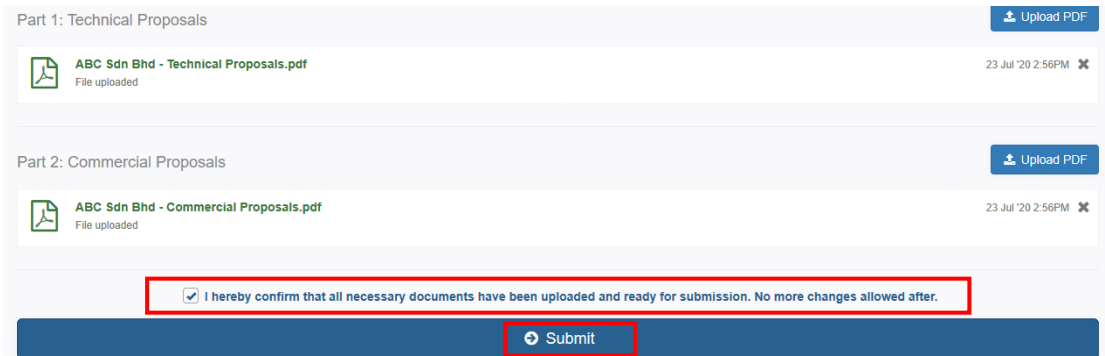 Part 1: Technical Proposals
Upload PDF
ABC Sdn Bhd - Technical Proposals.pdf
23 Jul '20 2:56PM
File uploaded
Part 2: Commercial Proposals
Upload PDF
ABC Sdn Bhd - Commercial Proposals.pdf
23 Jul '20 2:56PM
File uploaded
I hereby confirm that all necessary documents have been uploaded and ready for submission. No more changes allowed after.
Submit